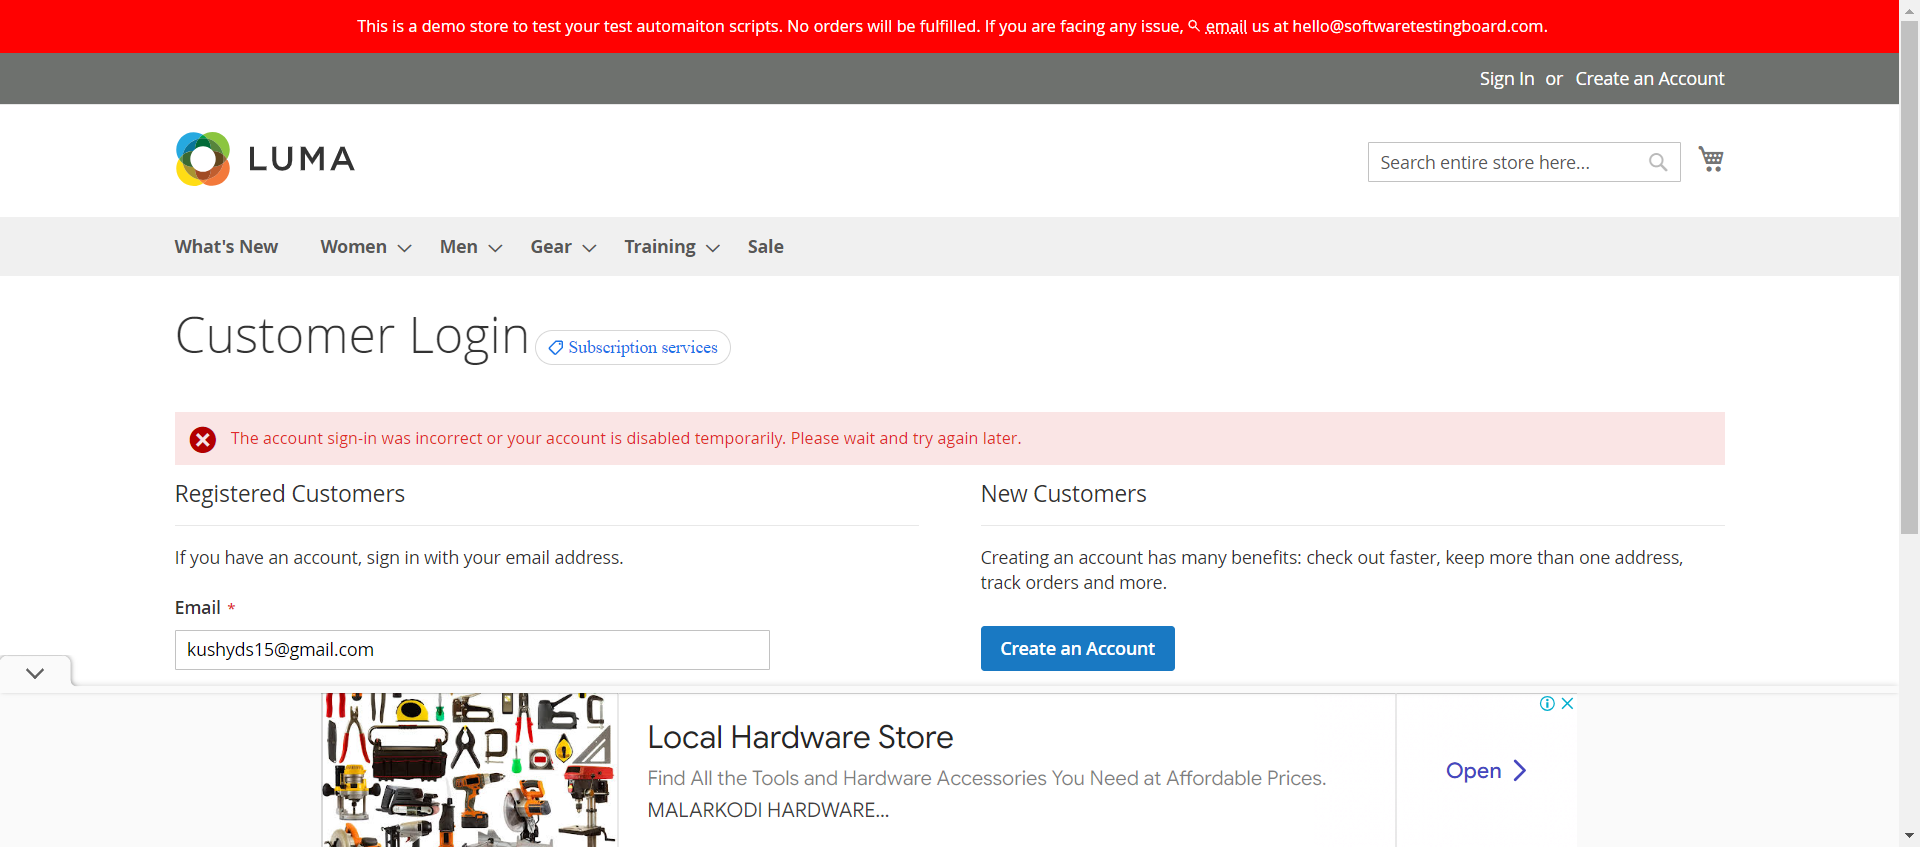 This is a demo store to test your test automaiton scripts. No orders will be fulfilled. If you are facing any issue, email us at hello@softwaretestingboard.com.
Sign In or Create an Account
LUMA
Search entire store here...
What's New Women Men Gear Training Sale
Customer Login
Subscription services
The account sign-in was incorrect or your account is disabled temporarily. Please wait and try again later.
Registered Customers
If you have an account, sign in with your email address.
Email *
kushyds15@gmail.com
New Customers
Creating an account has many benefits: check out faster, keep more than one address,
track orders and more.
Create an Account
Local Hardware Store
Find All the Tools and Hardware Accessories You Need at Affordable Prices.
MALARKODI HARDWARE...
Open